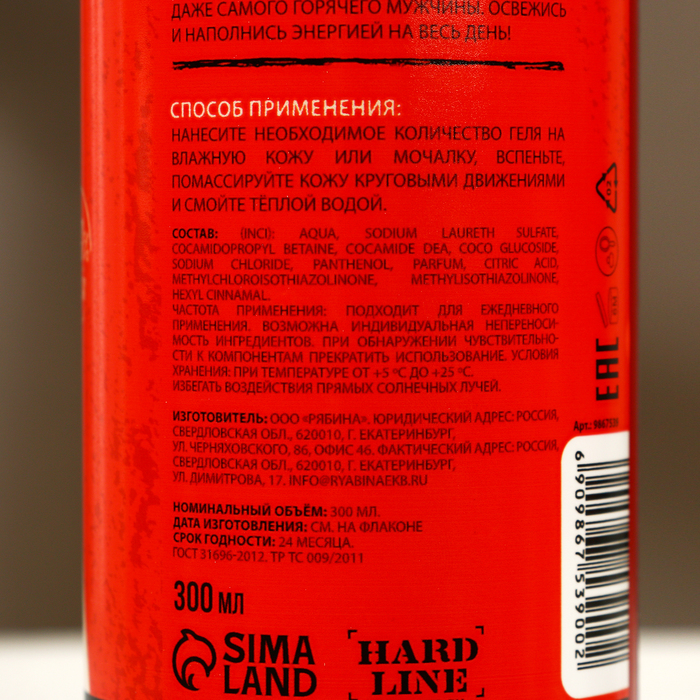 ДАЖЕ САМОГО ГОРЯЧЕГО МУЖЧИНЫ. ОСВЕЖИСЬ
И НАПОЛНИСЬ ЭНЕРГИЕЙ НА ВЕСЬ ДЕНЬ!
СПОСОБ ПРИМЕНЕНИЯ:
НАНЕСИТЕ НЕОБХОДИМОЕ КОЛИЧЕСТВО ГЕЛЯ НА
ВЛАЖНУЮ КОЖУ ИЛИ МОЧАЛКУ, ВСПЕНЬТЕ,
ПОМАССИРУЙТЕ КОЖУ КРУГОВЫМИ ДВИЖЕНИЯМИ
И СМОЙТЕ ТЁПЛОЙ ВОДОЙ.
СОСТАВ: (INCI): AQUA, SODIUM LAURETH SULFATE,
COCAMIDOPROPYL BETAINE, COCAMIDE DEA, COCO GLUCOSIDE,
SODIUM CHLORIDE, PANTHENOL, PARFUM, CITRIC ACID,
METHYLCHLOROISOTHIAZOLINONE, METHYLISOTHIAZOLINONE,
HEXYL CINNAMAL.
ЧАСТОТА ПРИМЕНЕНИЯ: ПОДХОДИТ ДЛЯ ЕЖЕДНЕВНОГО
ПРИМЕНЕНИЯ. ВОЗМОЖНА ИНДИВИДУАЛЬНАЯ НЕПЕРЕНОСИ-
МОСТЬ ИНГРЕДИЕНТОВ. ПРИ ОБНАРУЖЕНИИ ЧУВСТВИТЕЛЬНО-
СТИ К КОМПОНЕНТАМ ПРЕКРАТИТЬ ИСПОЛЬЗОВАНИЕ. УСЛОВИЯ
ХРАНЕНИЯ: ПРИ ТЕМПЕРАТУРЕ ОТ +5 ºС ДО +25 ºС.
ИЗБЕГАТЬ ВОЗДЕЙСТВИЯ ПРЯМЫХ СОЛНЕЧНЫХ ЛУЧЕЙ.
ИЗГОТОВИТЕЛЬ: ООО «РЯБИНА», ЮРИДИЧЕСКИЙ АДРЕС: РОССИЯ,
СВЕРДЛОВСКАЯ ОБЛ., 620010, Г. ЕКАТЕРИНБУРГ,
УЛ. ЧЕРНЯХОВСКОГО, 86, ОФИС 46. ФАКТИЧЕСКИЙ АДРЕС: РОССИЯ,
СВЕРДЛОВСКАЯ ОБЛ., 620010, Г. ЕКАТЕРИНБУРГ,
УЛ. ДИМИТРОВА, 17. INFO@RYABINAEKB.RU
НОМИНАЛЬНЫЙ ОБЪЁМ: 300 МЛ.
ДАТА ИЗГОТОВЛЕНИЯ: СМ. НА ФЛАКОНЕ
СРОК ГОДНОСТИ: 24 МЕСЯЦА.
ГОСТ 31696-2012, ТР ТС 009/2011
300 МЛ
SIMA
LAND
HARD
LINE
EAC
Арт.:
6 909867 539002